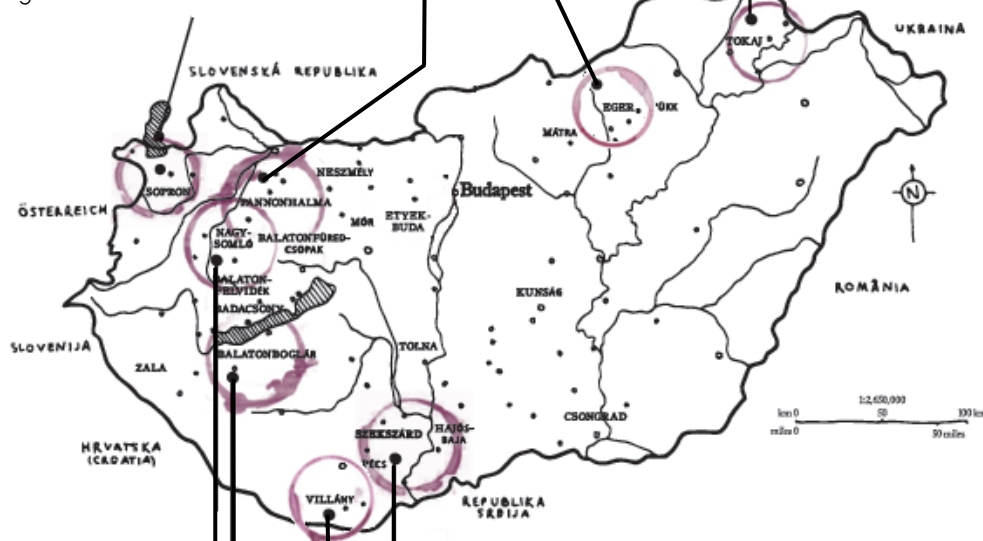 UKRAINA
TOKAJ
SLOVENSKÁ REPUBLIKA
EGER
ÜKK
MÁTRA
NESZMÉLY
SOPRON
PANNONHALMA
Budapest
ÖSTERREICH
MÓR
ETYEK-
BUDA
NAGY-
SOMLÓ
BALATONFÜRED-
CSOPAK
N
BALATON-
FELVIDÉK
KUNSÁG
ROMÂNIA
BADACSONY
SLOVENIJA
ZALA
BALATONBOGLÁR
TOLNA
1:2,650,000
km 0 50 100 km
miles 0 50 miles
CSONGRAD
SZEKSZÁRD
HAJÓS-
BAJA
HRVATSKA
(CROATIA)
PÉCS
VILLÁNY
REPUBLIKA
SRBIJA